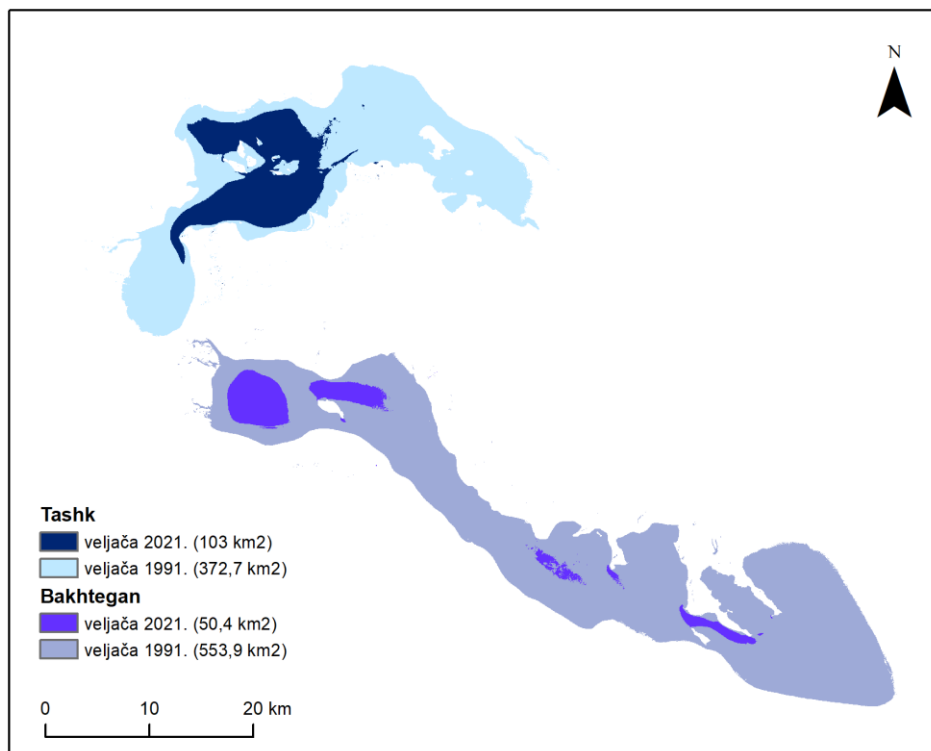 N
Tashk
veljača 2021. (103 km2)
veljača 1991. (372,7 km2)
Bakhtegan
veljača 2021. (50,4 km2)
veljača 1991. (553,9 km2)
0 10 20 km